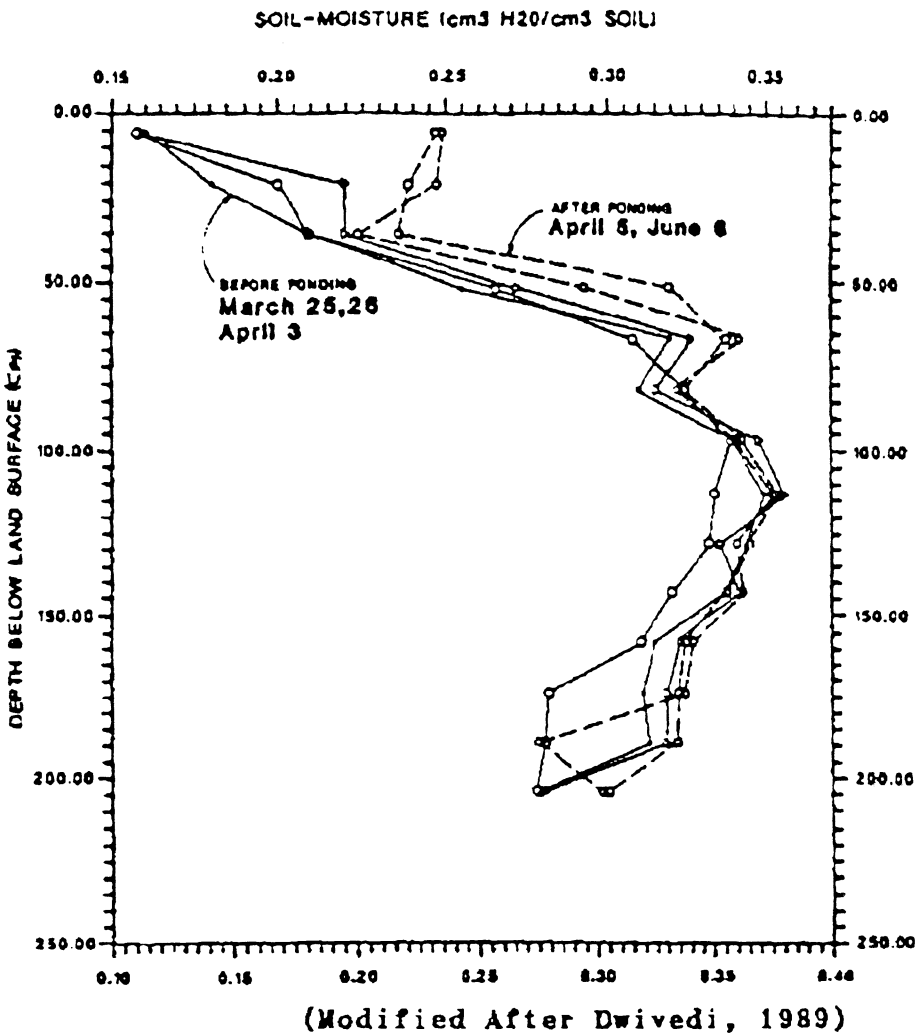 SOIL-MOISTURE (cm3 H20/cm3 SOIL)
0.15 0.20 0.25 0.30 0.35
0.00 0.00
AFTER PONDING
April 5, June 6
50.00 50.00
BEFORE PONDING
March 25,26
April 3
DEPTH BELOW LAND SURFACE (CM)
100.00 100.00
150.00 150.00
200.00 200.00
250.00 250.00
0.10 0.15 0.20 0.25 0.30 0.35 0.40
(Modified After Dwivedi, 1989)